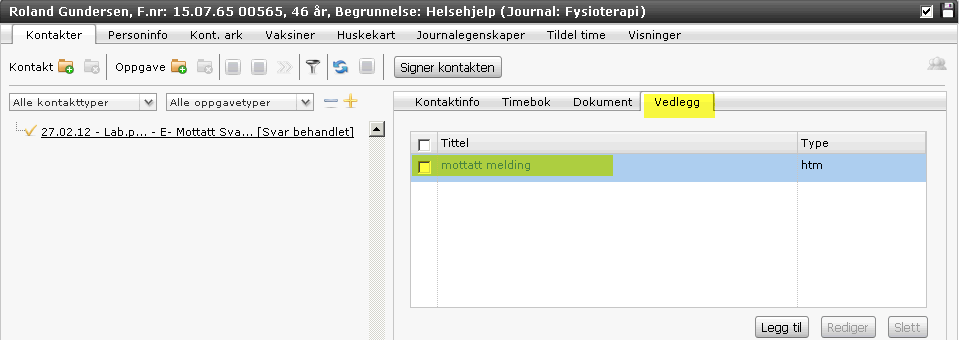 Roland Gundersen, F.nr: 15.07.65 00565, 46 år, Begrunnelse: Helsehjelp (Journal: Fysioterapi)
Kontakter Personinfo Kont. ark Vaksiner Huskekart Journalegenskaper Tildel time Visninger
Kontakt Oppgave Signer kontakten
Alle kontakttyper Alle oppgavetyper
27.02.12 - Lab.p... - E- Mottatt Sva... [Svar behandlet]
Kontaktinfo Timebok Dokument Vedlegg
Tittel Type
mottatt melding htm
Legg til Rediger Slett